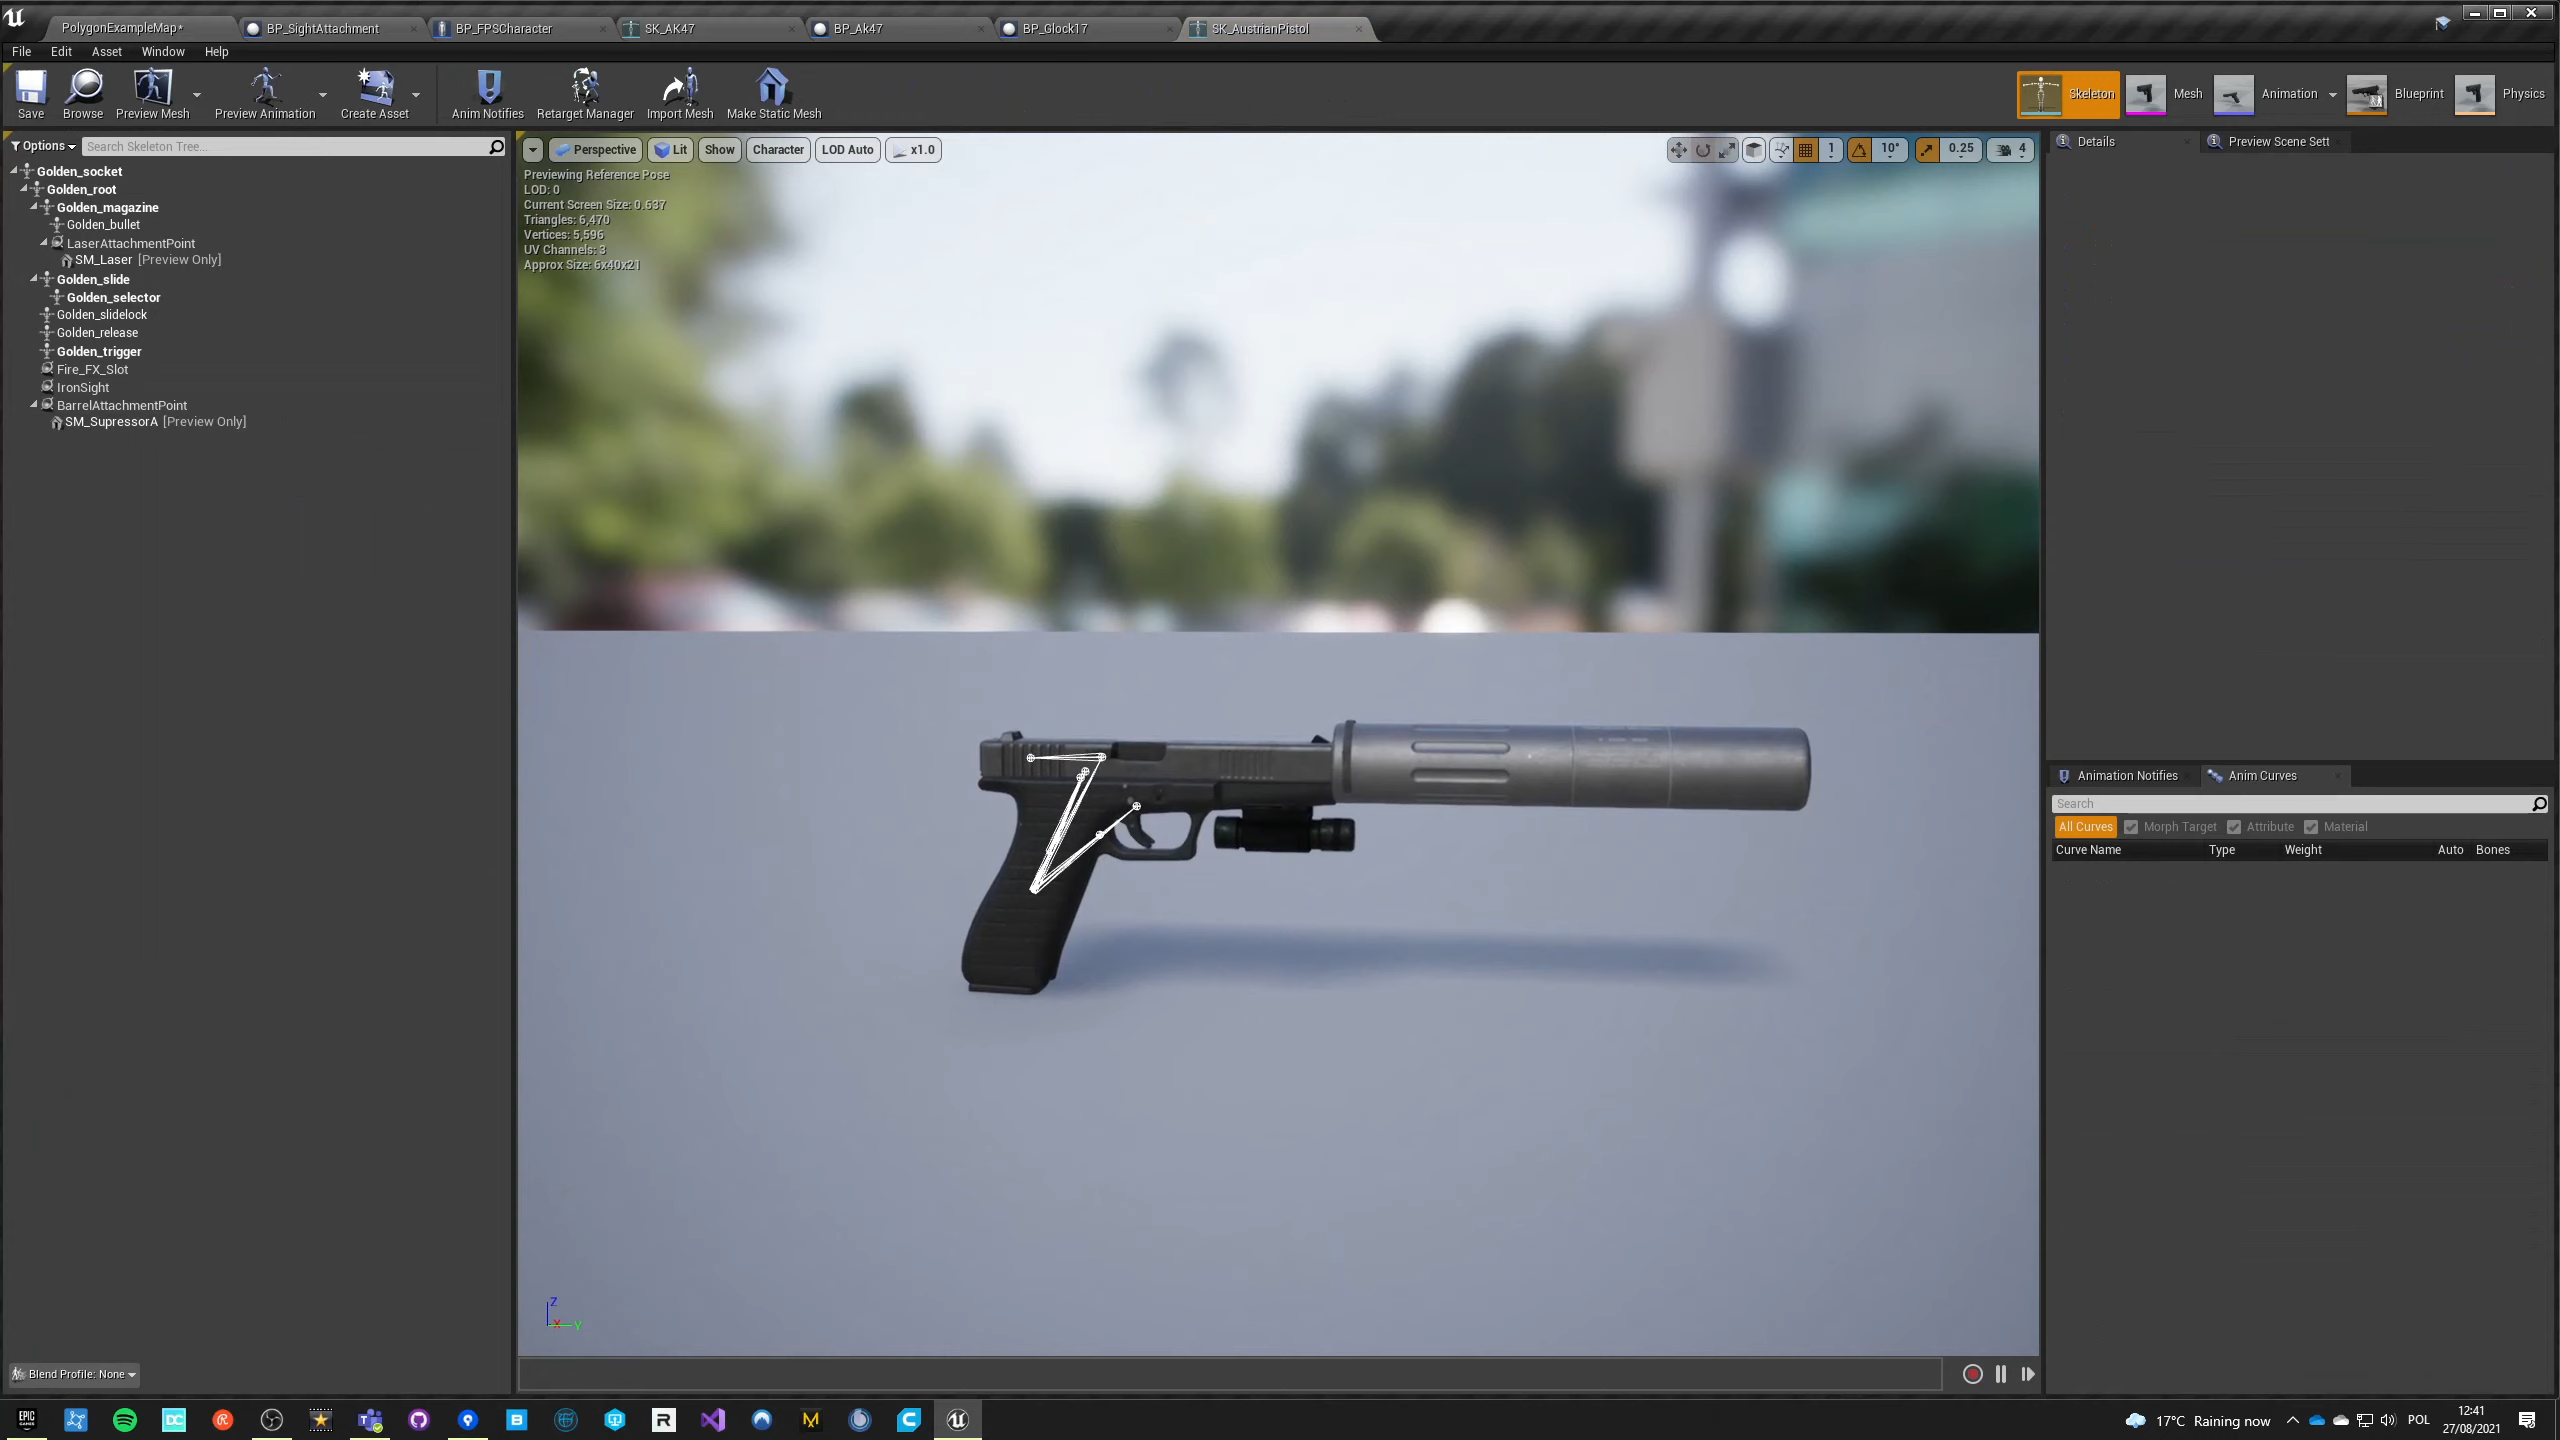 PolygonExampleMap*
BP_SightAttachment
BP_FPSCharacter
SK_AK47
BP_Ak47
BP_Glock17
SK_AustrianPistol
File Edit Asset Window Help
Save
Browse
Preview Mesh
Preview Animation
Create Asset
Anim Notifies
Retarget Manager
Import Mesh
Make Static Mesh
Skeleton
Mesh
Animation
Blueprint
Physics
Options
Search Skeleton Tree...
Golden_socket
Golden_root
Golden_magazine
Golden_bullet
LaserAttachmentPoint
SM_Laser [Preview Only]
Golden_slide
Golden_selector
Golden_slidelock
Golden_release
Golden_trigger
Fire_FX_Slot
IronSight
BarrelAttachmentPoint
SM_SupressorA [Preview Only]
Blend Profile: None
Perspective
Lit
Show
Character
LOD Auto
x1.0
1
10°
0.25
4
Previewing Reference Pose
LOD: 0
Current Screen Size: 0.537
Triangles: 6,470
Vertices: 5,596
UV Channels: 3
Approx Size: 6x40x21
Z
X
Y
Details
Preview Scene Sett
Animation Notifies
Anim Curves
Search
All Curves
Morph Target
Attribute
Material
Curve Name Type Weight Auto Bones
EPIC GAMES
DC
17°C Raining now
POL
12:41
27/08/2021